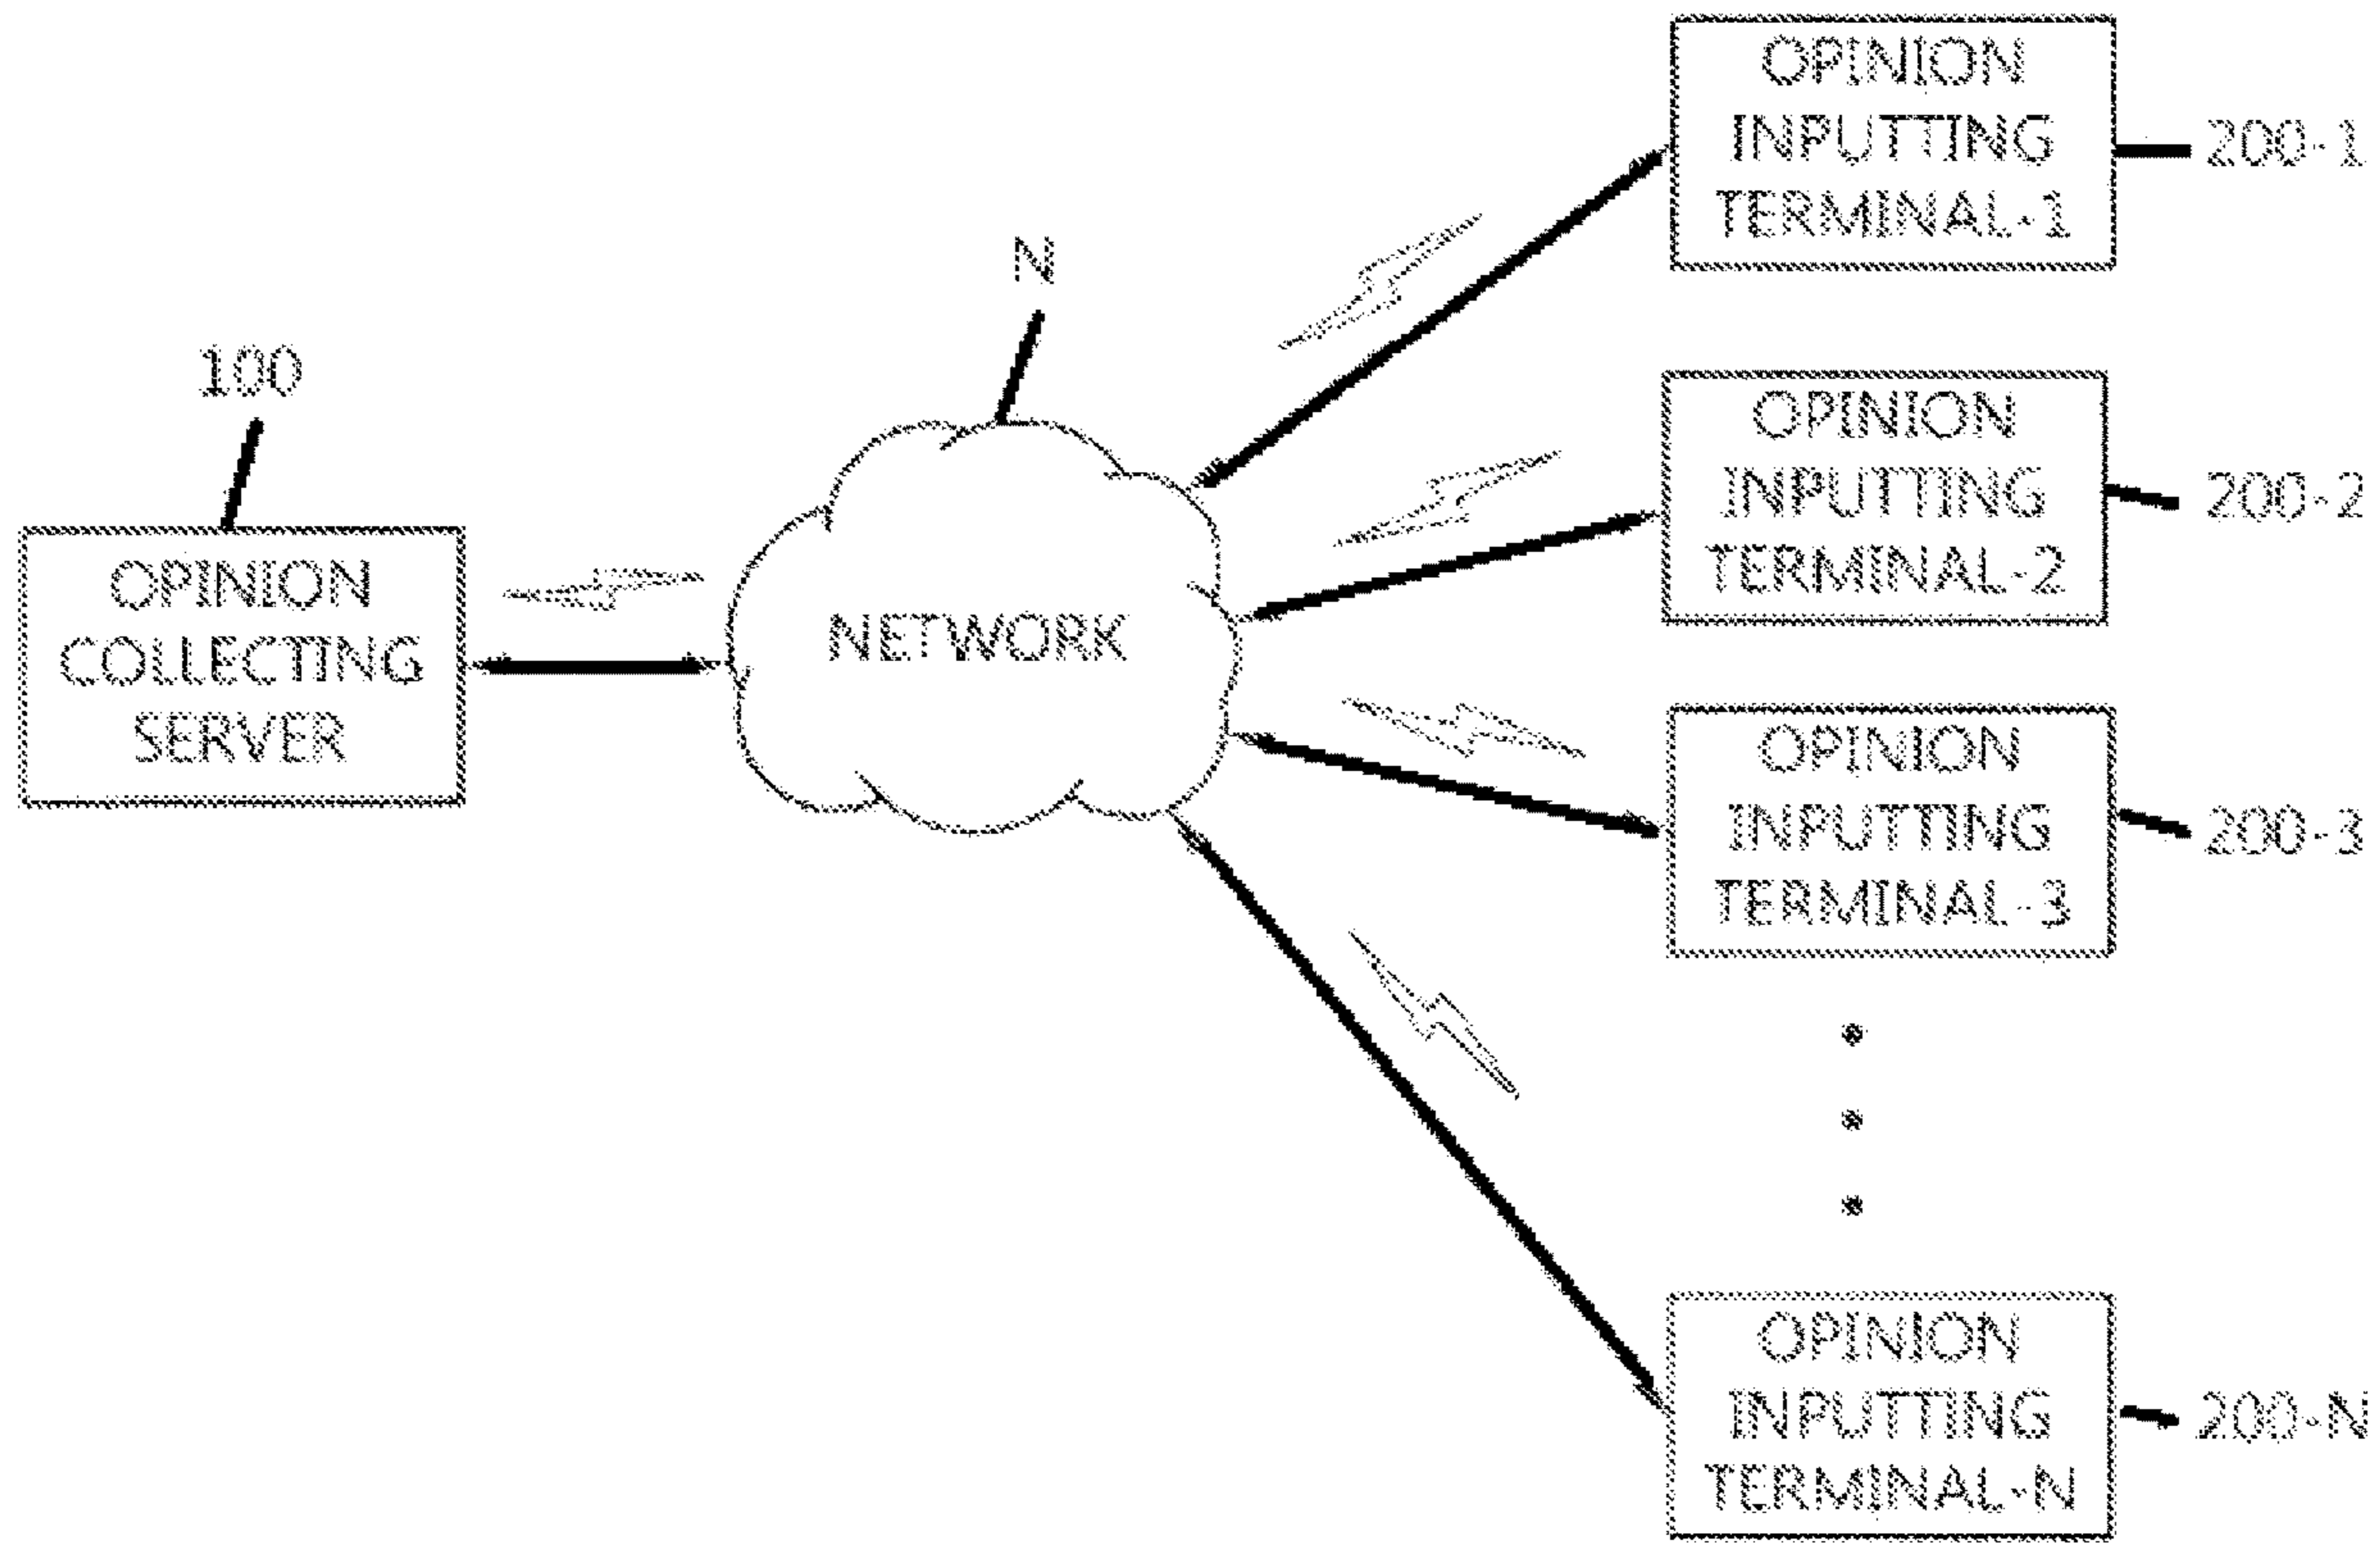 100
OPINION
COLLECTING
SERVER
N
NETWORK
OPINION
INPUTTING
TERMINAL-1
200-1
OPINION
INPUTTING
TERMINAL-2
200-2
OPINION
INPUTTING
TERMINAL-3
200-3
OPINION
INPUTTING
TERMINAL-N
200-N